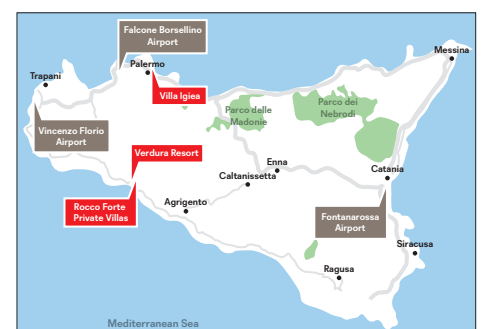 Falcone Borsellino
Airport
Messina
Palermo
Trapani
Villa Igiea
Parco delle
Madonie
Parco dei
Nebrodi
Vincenzo Florio
Airport
Verdura Resort
Enna
Caltanissetta
Catania
Rocco Forte
Private Villas
Agrigento
Fontanarossa
Airport
Siracusa
Ragusa
Mediterranean Sea